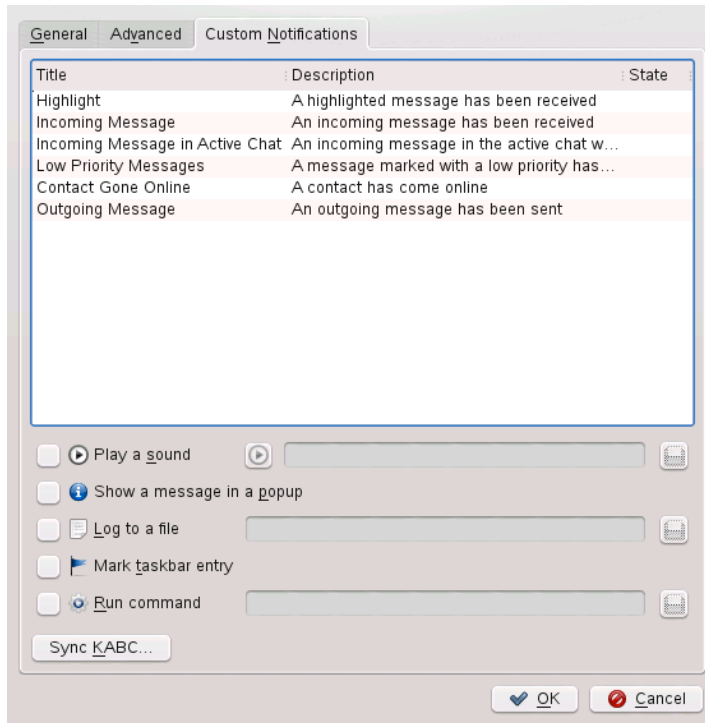 General Advanced Custom Notifications
Title Description State
Highlight A highlighted message has been received
Incoming Message An incoming message has been received
Incoming Message in Active Chat An incoming message in the active chat w...
Low Priority Messages A message marked with a low priority has...
Contact Gone Online A contact has come online
Outgoing Message An outgoing message has been sent
Play a sound
Show a message in a popup
Log to a file
Mark taskbar entry
Run command
Sync KABC...
OK Cancel